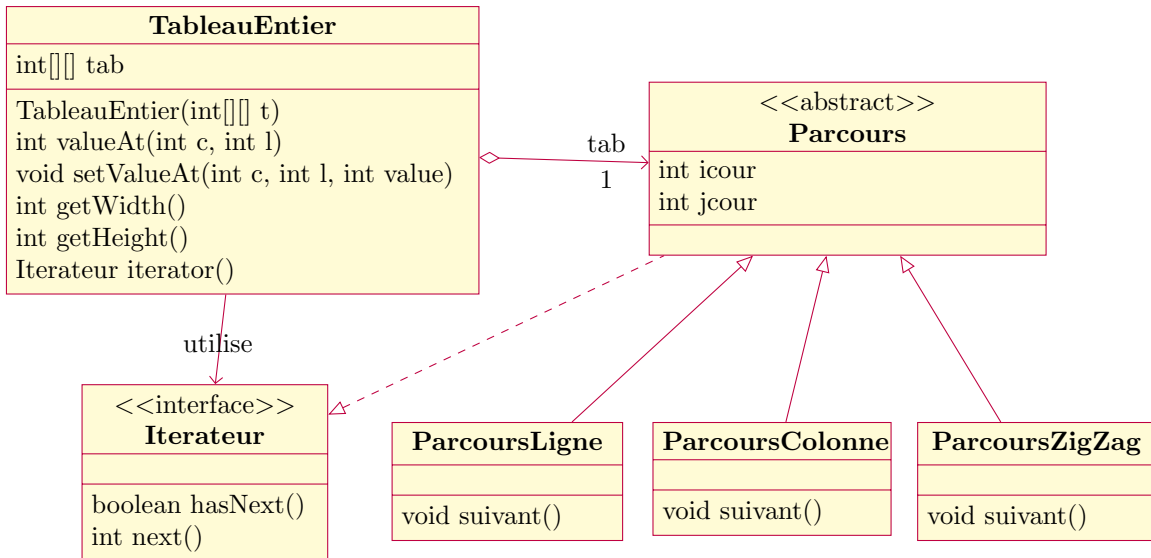 TableauEntier
int[][] tab
TableauEntier(int[][] t)
int valueAt(int c, int l)
void setValueAt(int c, int l, int value)
int getWidth()
int getHeight()
Iterateur iterator()
tab
1
<<abstract>>
Parcours
int icour
int jcour
utilise
<<interface>>
Iterateur
boolean hasNext()
int next()
ParcoursLigne
void suivant()
ParcoursColonne
void suivant()
ParcoursZigZag
void suivant()